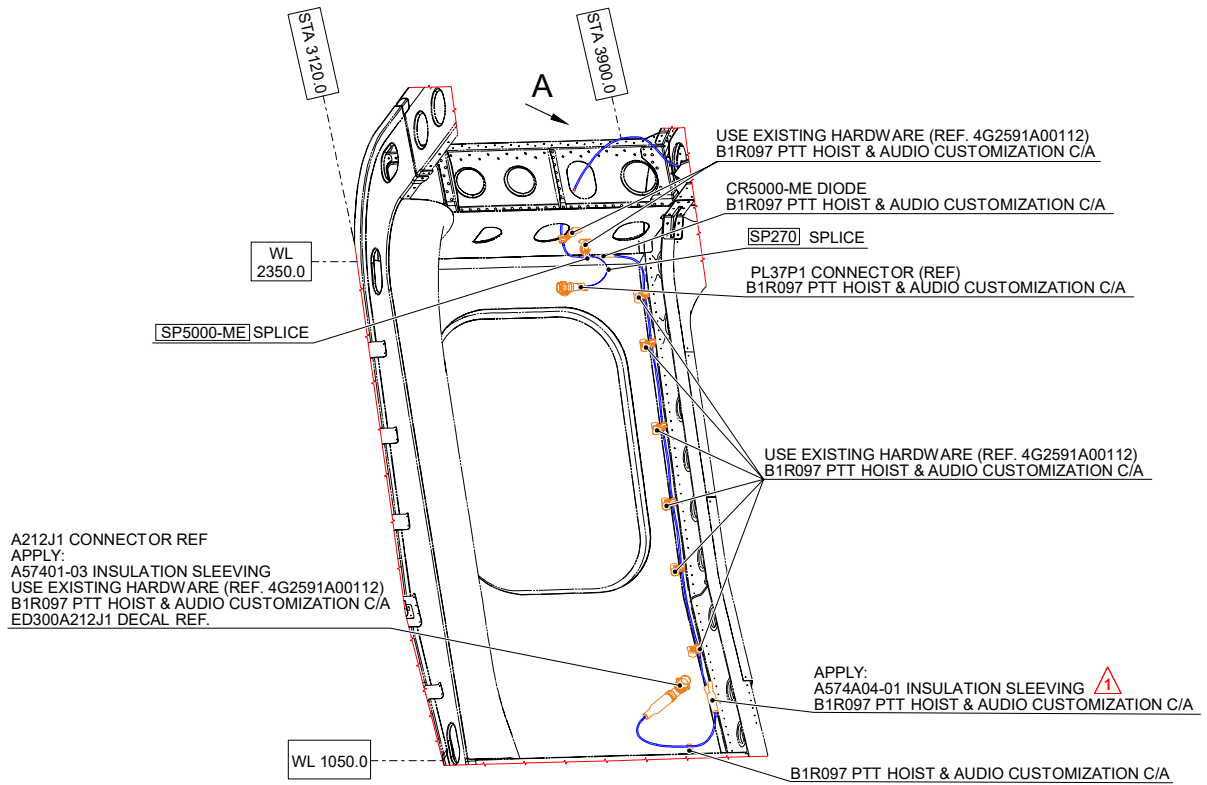 STA 3120.0
STA 3900.0
A
USE EXISTING HARDWARE (REF. 4G2591A00112)
B1R097 PTT HOIST & AUDIO CUSTOMIZATION C/A
CR5000-ME DIODE
B1R097 PTT HOIST & AUDIO CUSTOMIZATION C/A
SP270 SPLICE
WL
2350.0
PL37P1 CONNECTOR (REF)
B1R097 PTT HOIST & AUDIO CUSTOMIZATION C/A
SP5000-ME SPLICE
USE EXISTING HARDWARE (REF. 4G2591A00112)
B1R097 PTT HOIST & AUDIO CUSTOMIZATION C/A
A212J1 CONNECTOR REF
APPLY:
A57401-03 INSULATION SLEEVING
USE EXISTING HARDWARE (REF. 4G2591A00112)
B1R097 PTT HOIST & AUDIO CUSTOMIZATION C/A
ED300A212J1 DECAL REF.
APPLY:
A574A04-01 INSULATION SLEEVING 1
B1R097 PTT HOIST & AUDIO CUSTOMIZATION C/A
WL 1050.0
B1R097 PTT HOIST & AUDIO CUSTOMIZATION C/A